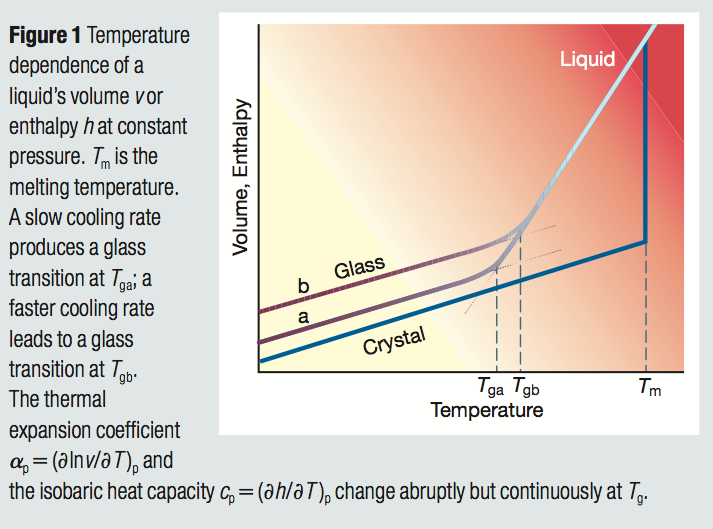 Figure 1 Temperature
dependence of a
liquid's volume v or
enthalpy h at constant
pressure. Tm is the
melting temperature.
A slow cooling rate
produces a glass
transition at Tga; a
faster cooling rate
leads to a glass
transition at Tgb.
The thermal
expansion coefficient
αp = (∂lnv/∂T)p and
the isobaric heat capacity cp = (∂h/∂T)p change abruptly but continuously at Tg.
Volume, Enthalpy
Liquid
Glass
b
a
Crystal
Tga Tgb Tm
Temperature